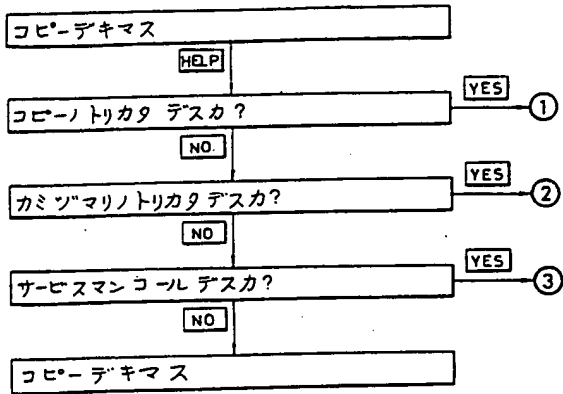 コピーデキマス
HELP
コピーノトリカタ デスカ?
YES
①
NO.
カミヅマリノトリカタ デスカ?
YES
②
NO
サービスマンコール デスカ?
YES
③
NO
コピーデキマス